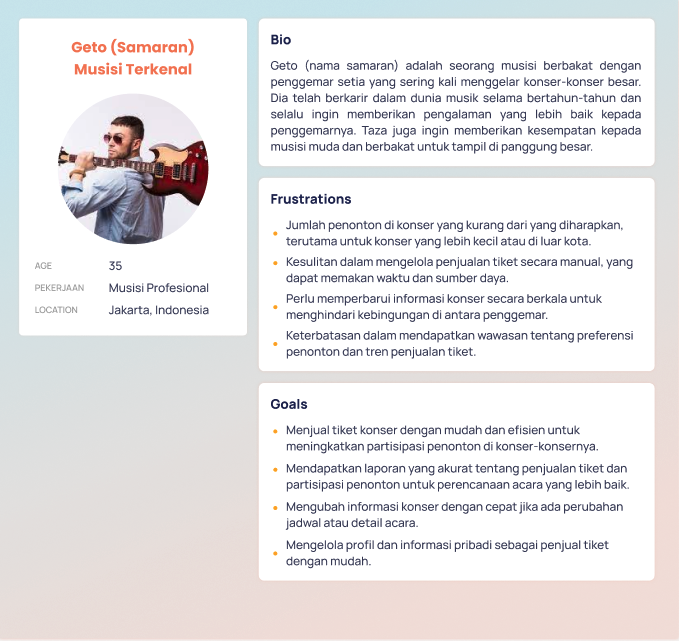 Geto (Samaran)
Musisi Terkenal
AGE 35
PEKERJAAN Musisi Profesional
LOCATION Jakarta, Indonesia
Bio
Geto (nama samaran) adalah seorang musisi berbakat dengan
penggemar setia yang sering kali menggelar konser-konser besar.
Dia telah berkarir dalam dunia musik selama bertahun-tahun dan
selalu ingin memberikan pengalaman yang lebih baik kepada
penggemarnya. Taza juga ingin memberikan kesempatan kepada
musisi muda dan berbakat untuk tampil di panggung besar.
Frustrations
Jumlah penonton di konser yang kurang dari yang diharapkan,
terutama untuk konser yang lebih kecil atau di luar kota.
Kesulitan dalam mengelola penjualan tiket secara manual, yang
dapat memakan waktu dan sumber daya.
Perlu memperbarui informasi konser secara berkala untuk
menghindari kebingungan di antara penggemar.
Keterbatasan dalam mendapatkan wawasan tentang preferensi
penonton dan tren penjualan tiket.
Goals
Menjual tiket konser dengan mudah dan efisien untuk
meningkatkan partisipasi penonton di konser-konsernya.
Mendapatkan laporan yang akurat tentang penjualan tiket dan
partisipasi penonton untuk perencanaan acara yang lebih baik.
Mengubah informasi konser dengan cepat jika ada perubahan
jadwal atau detail acara.
Mengelola profil dan informasi pribadi sebagai penjual tiket
dengan mudah.